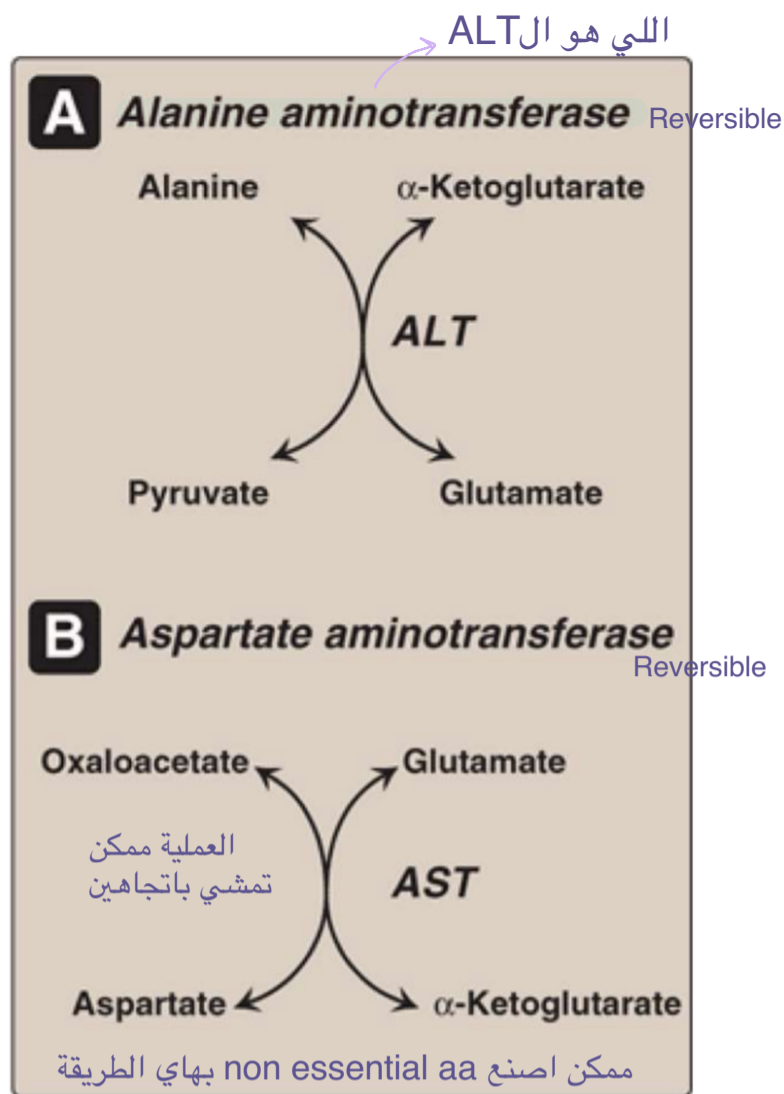 اللي هو الALT
A Alanine aminotransferase Reversible
Alanine α-Ketoglutarate
ALT
Pyruvate Glutamate
B Aspartate aminotransferase
Reversible
Oxaloacetate Glutamate
العملية ممكن
تمشي باتجاهين
AST
Aspartate α-Ketoglutarate
ممكن اصنع non essential aa بهاي الطريقة